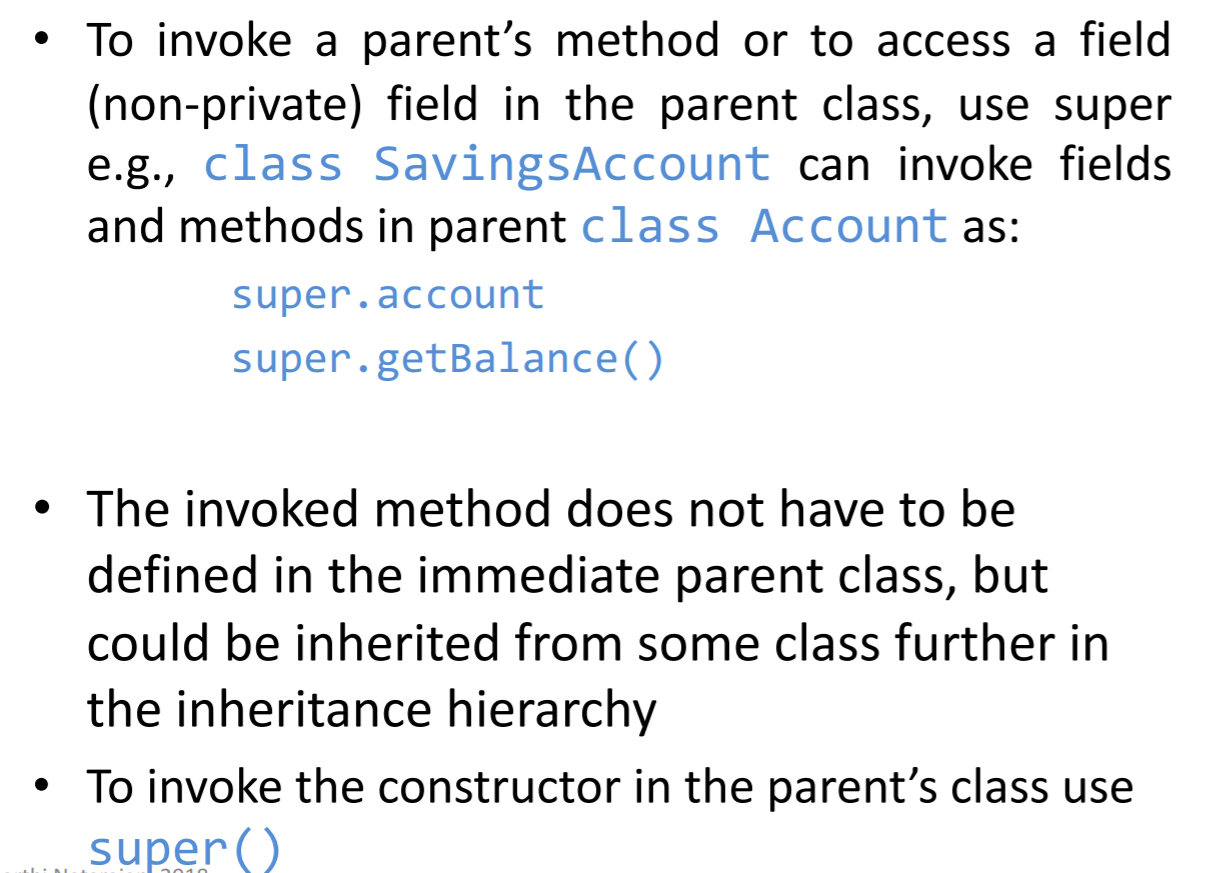 • To invoke a parent’s method or to access a field
(non-private) field in the parent class, use super
e.g., class SavingsAccount can invoke fields
and methods in parent class Account as:
super.account
super.getBalance()
• The invoked method does not have to be
defined in the immediate parent class, but
could be inherited from some class further in
the inheritance hierarchy
• To invoke the constructor in the parent’s class use
super()
2018